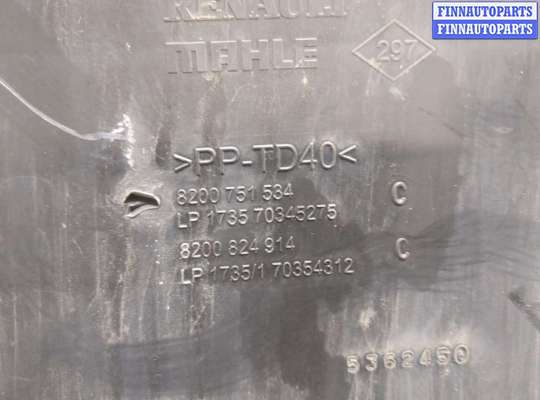 FINNAUTOPARTS
FINNAUTOPARTS
RENAULT
MAHLE
297
>PP-TD40<
8200 751 534 C
LP 1735 70345275
8200 824 914 C
LP 1735/1 70354312
5362450